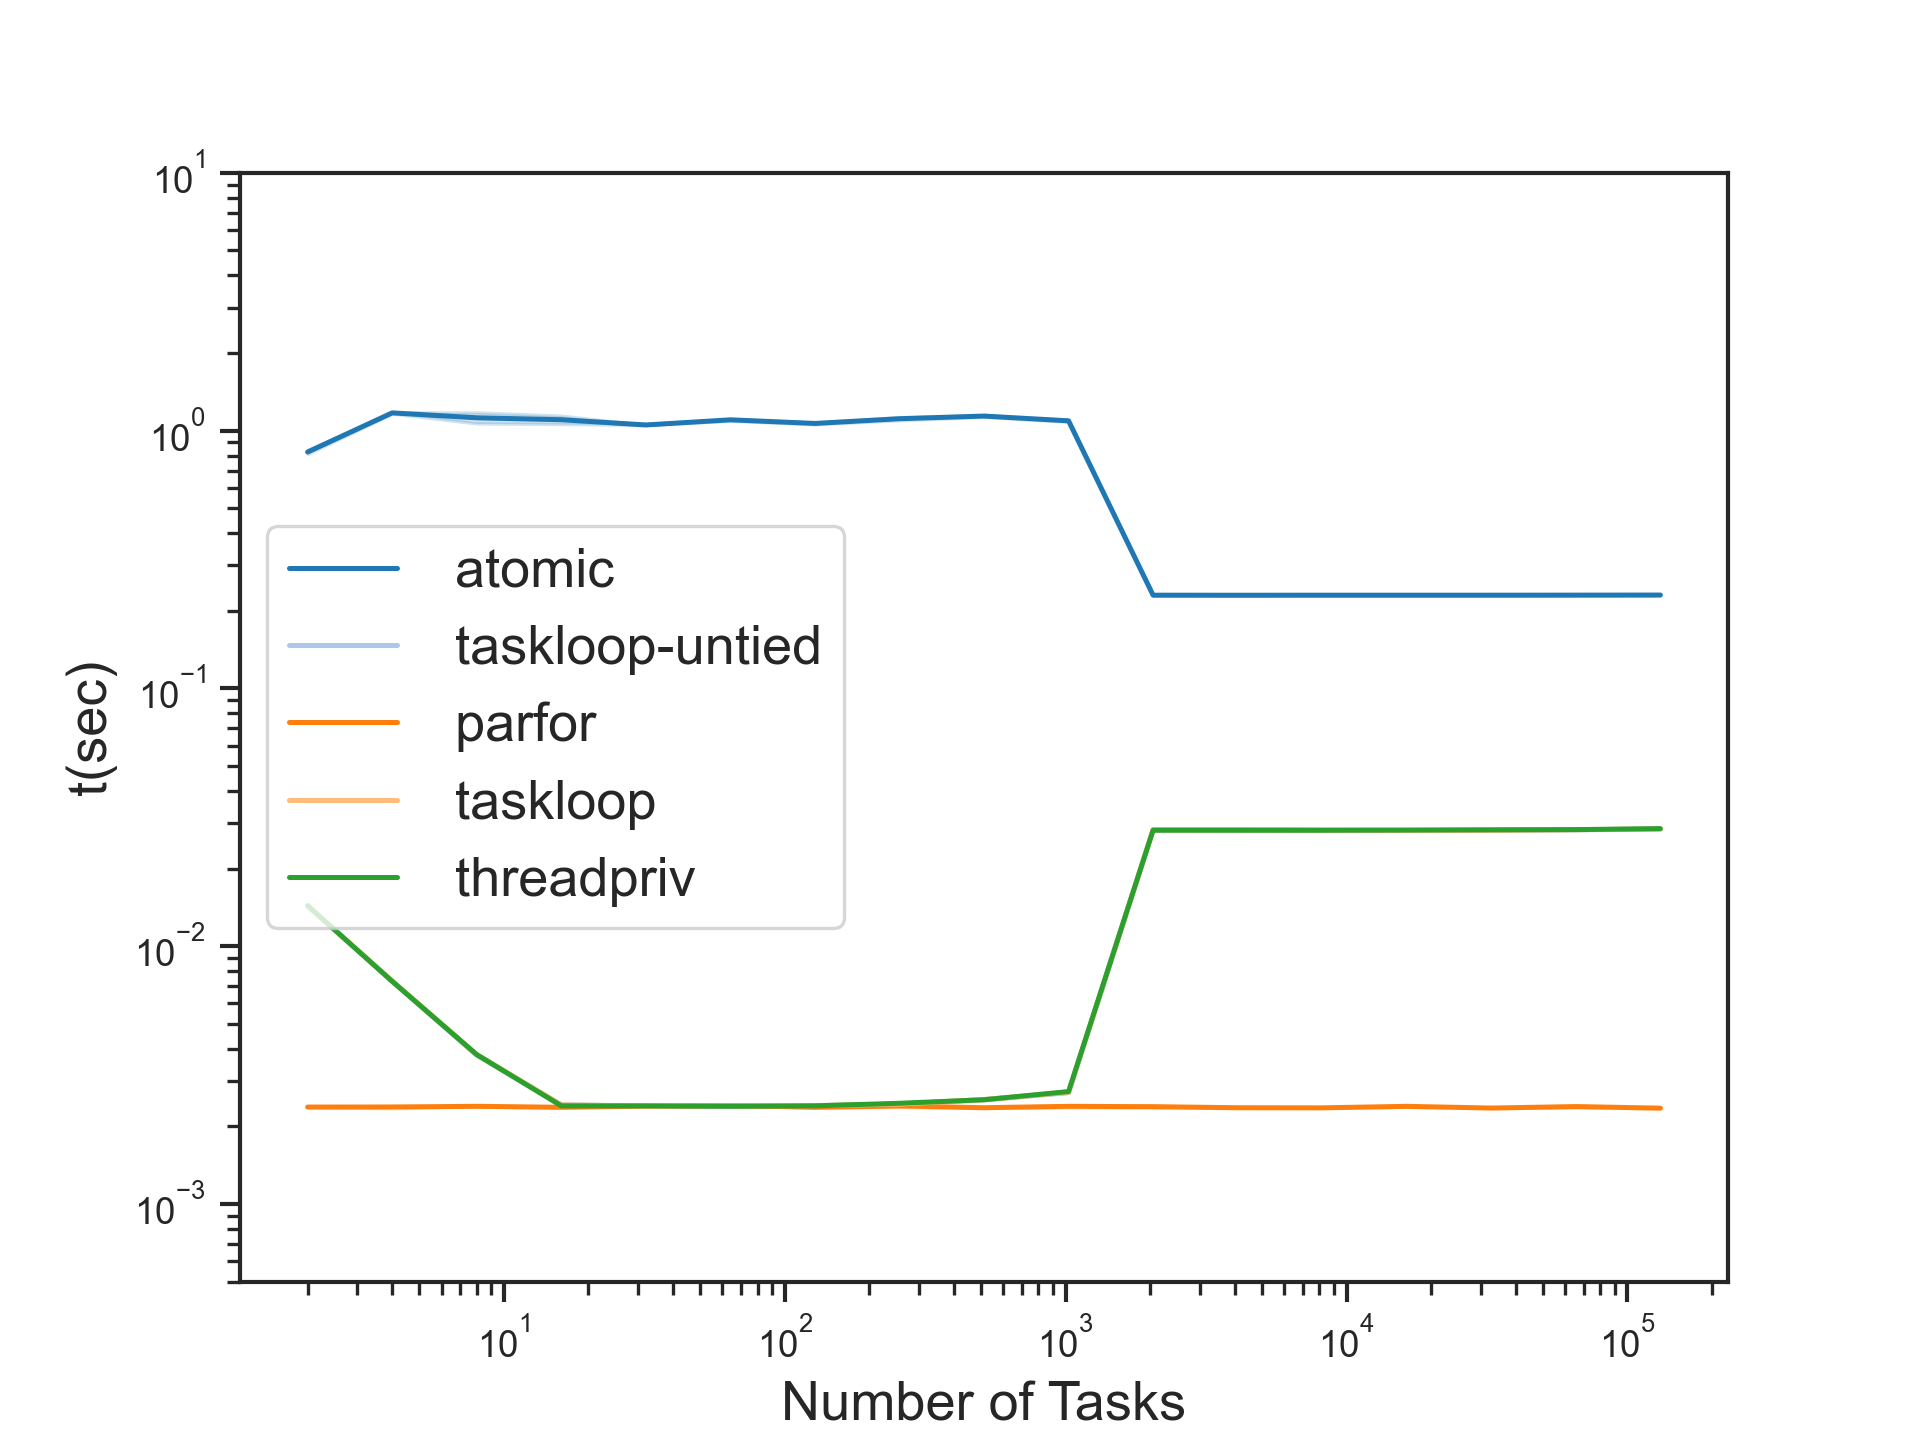 10^1
10^0
10^−1
10^−2
10^−3
t(sec)
atomic
taskloop-untied
parfor
taskloop
threadpriv
10^1 10^2 10^3 10^4 10^5
Number of Tasks